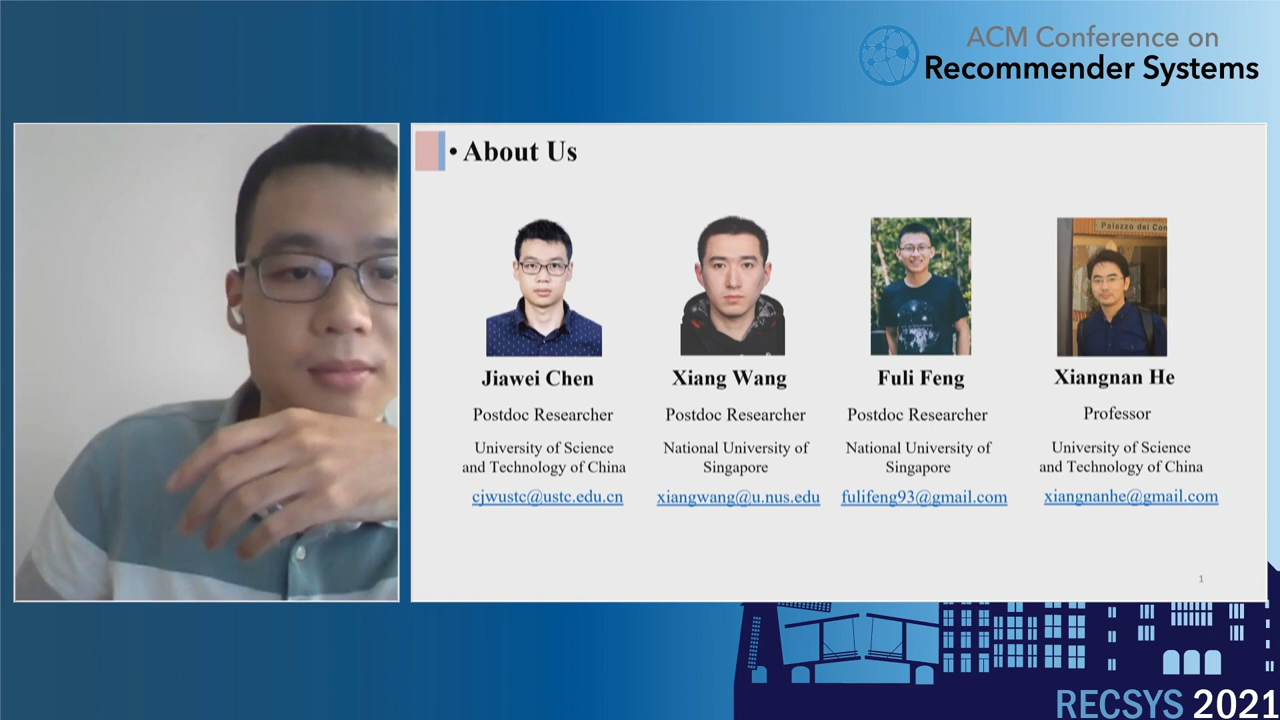 ACM Conference on
Recommender Systems
• About Us
Palazzo dei Con
Jiawei Chen
Postdoc Researcher
University of Science
and Technology of China
cjwustc@ustc.edu.cn
Xiang Wang
Postdoc Researcher
National University of
Singapore
xiangwang@u.nus.edu
Fuli Feng
Postdoc Researcher
National University of
Singapore
fulifeng93@gmail.com
Xiangnan He
Professor
University of Science
and Technology of China
xiangnanhe@gmail.com
1
RECSYS 2021